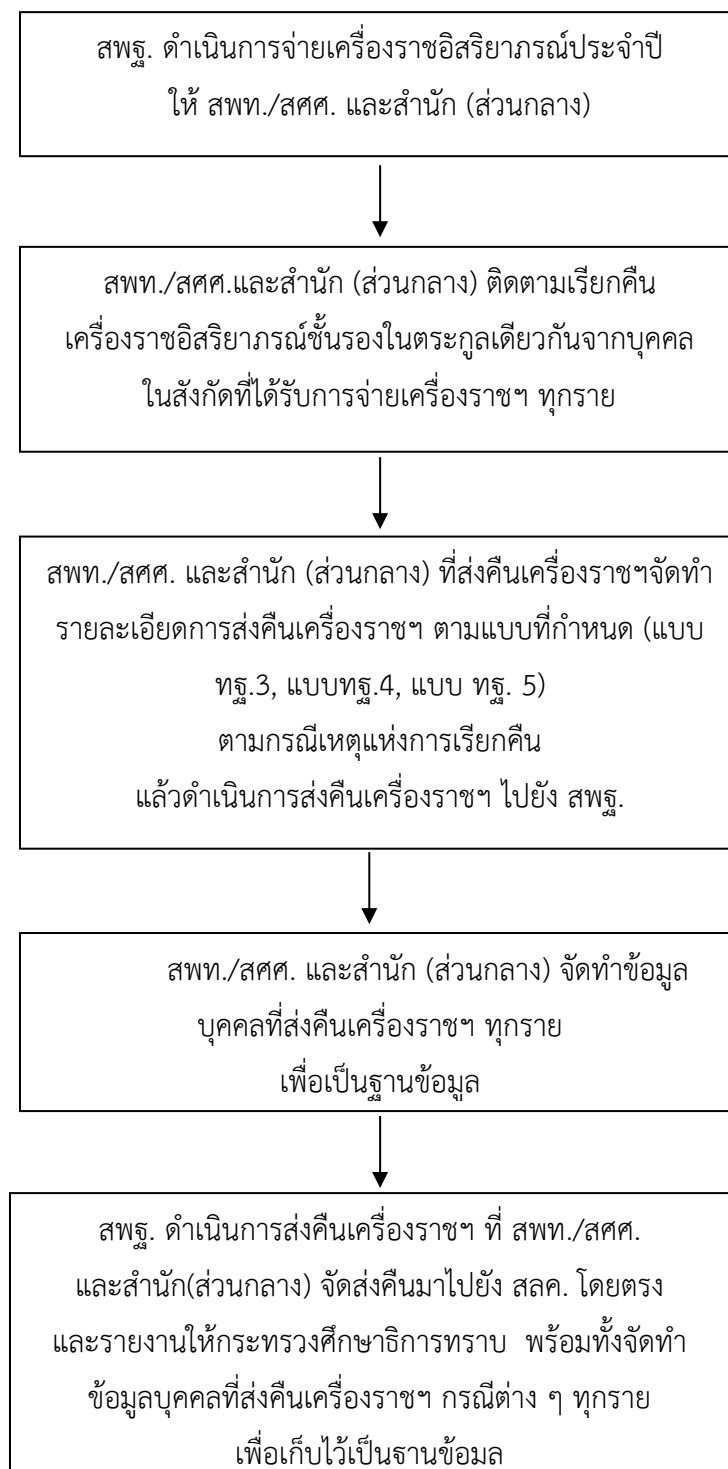 สพฐ. ดำเนินการจ่ายเครื่องราชอิสริยาภรณ์ประจำปี
ให้ สพท./สศศ. และสำนัก (ส่วนกลาง)
สพท./สศศ.และสำนัก (ส่วนกลาง) ติดตามเรียกคืน
เครื่องราชอิสริยาภรณ์ชั้นรองในตระกูลเดียวกันจากบุคคล
ในสังกัดที่ได้รับการจ่ายเครื่องราชฯ ทุกราย
สพท./สศศ. และสำนัก (ส่วนกลาง) ที่ส่งคืนเครื่องราชฯจัดทำ
รายละเอียดการส่งคืนเครื่องราชฯ ตามแบบที่กำหนด (แบบ
ทฐ.3, แบบทฐ.4, แบบ ทฐ. 5)
ตามกรณีเหตุแห่งการเรียกคืน
แล้วดำเนินการส่งคืนเครื่องราชฯ ไปยัง สพฐ.
สพท./สศศ. และสำนัก (ส่วนกลาง) จัดทำข้อมูล
บุคคลที่ส่งคืนเครื่องราชฯ ทุกราย
เพื่อเป็นฐานข้อมูล
สพฐ. ดำเนินการส่งคืนเครื่องราชฯ ที่ สพท./สศศ.
และสำนัก(ส่วนกลาง) จัดส่งคืนมาไปยัง สลค. โดยตรง
และรายงานให้กระทรวงศึกษาธิการทราบ พร้อมทั้งจัดทำ
ข้อมูลบุคคลที่ส่งคืนเครื่องราชฯ กรณีต่าง ๆ ทุกราย
เพื่อเก็บไว้เป็นฐานข้อมูล